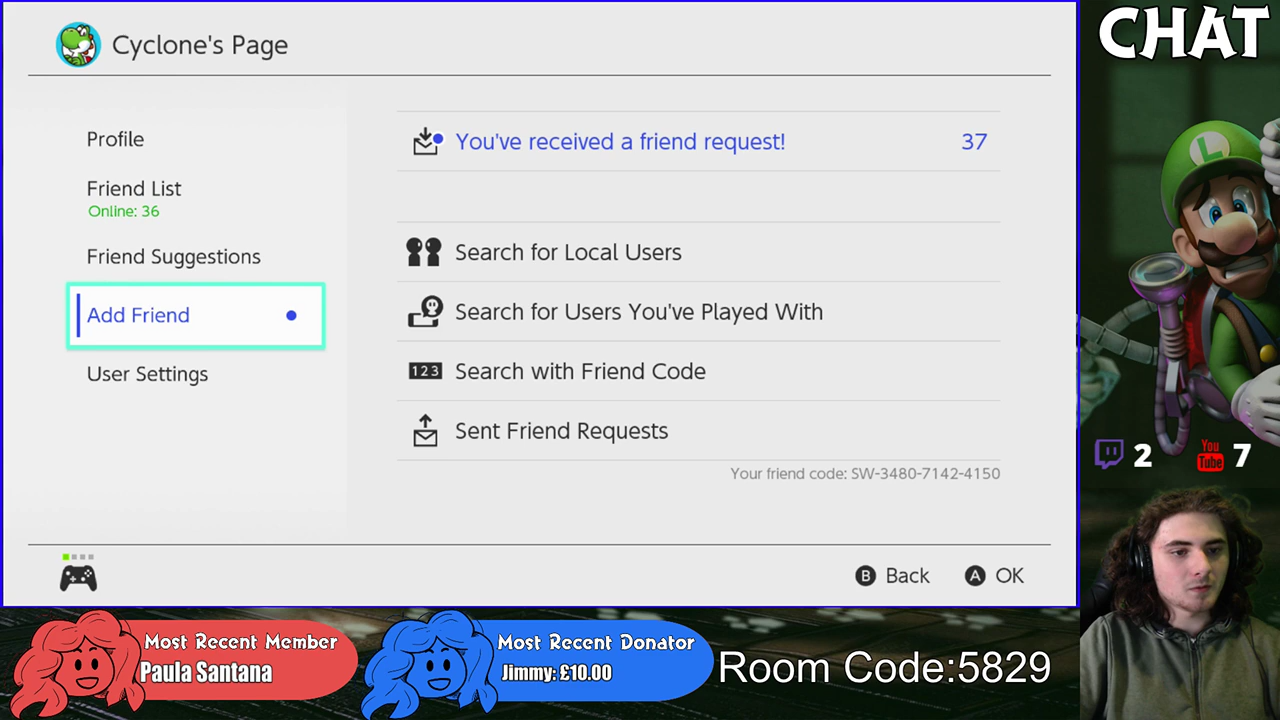 Cyclone's Page
CHAT
Profile
Friend List
Online: 36
Friend Suggestions
Add Friend
User Settings
You've received a friend request! 37
Search for Local Users
Search for Users You've Played With
123 Search with Friend Code
Sent Friend Requests
Your friend code: SW-3480-7142-4150
B Back A OK
L
2 You Tube 7
Most Recent Member
Paula Santana
Most Recent Donator
Jimmy: £10.00
Room Code:5829